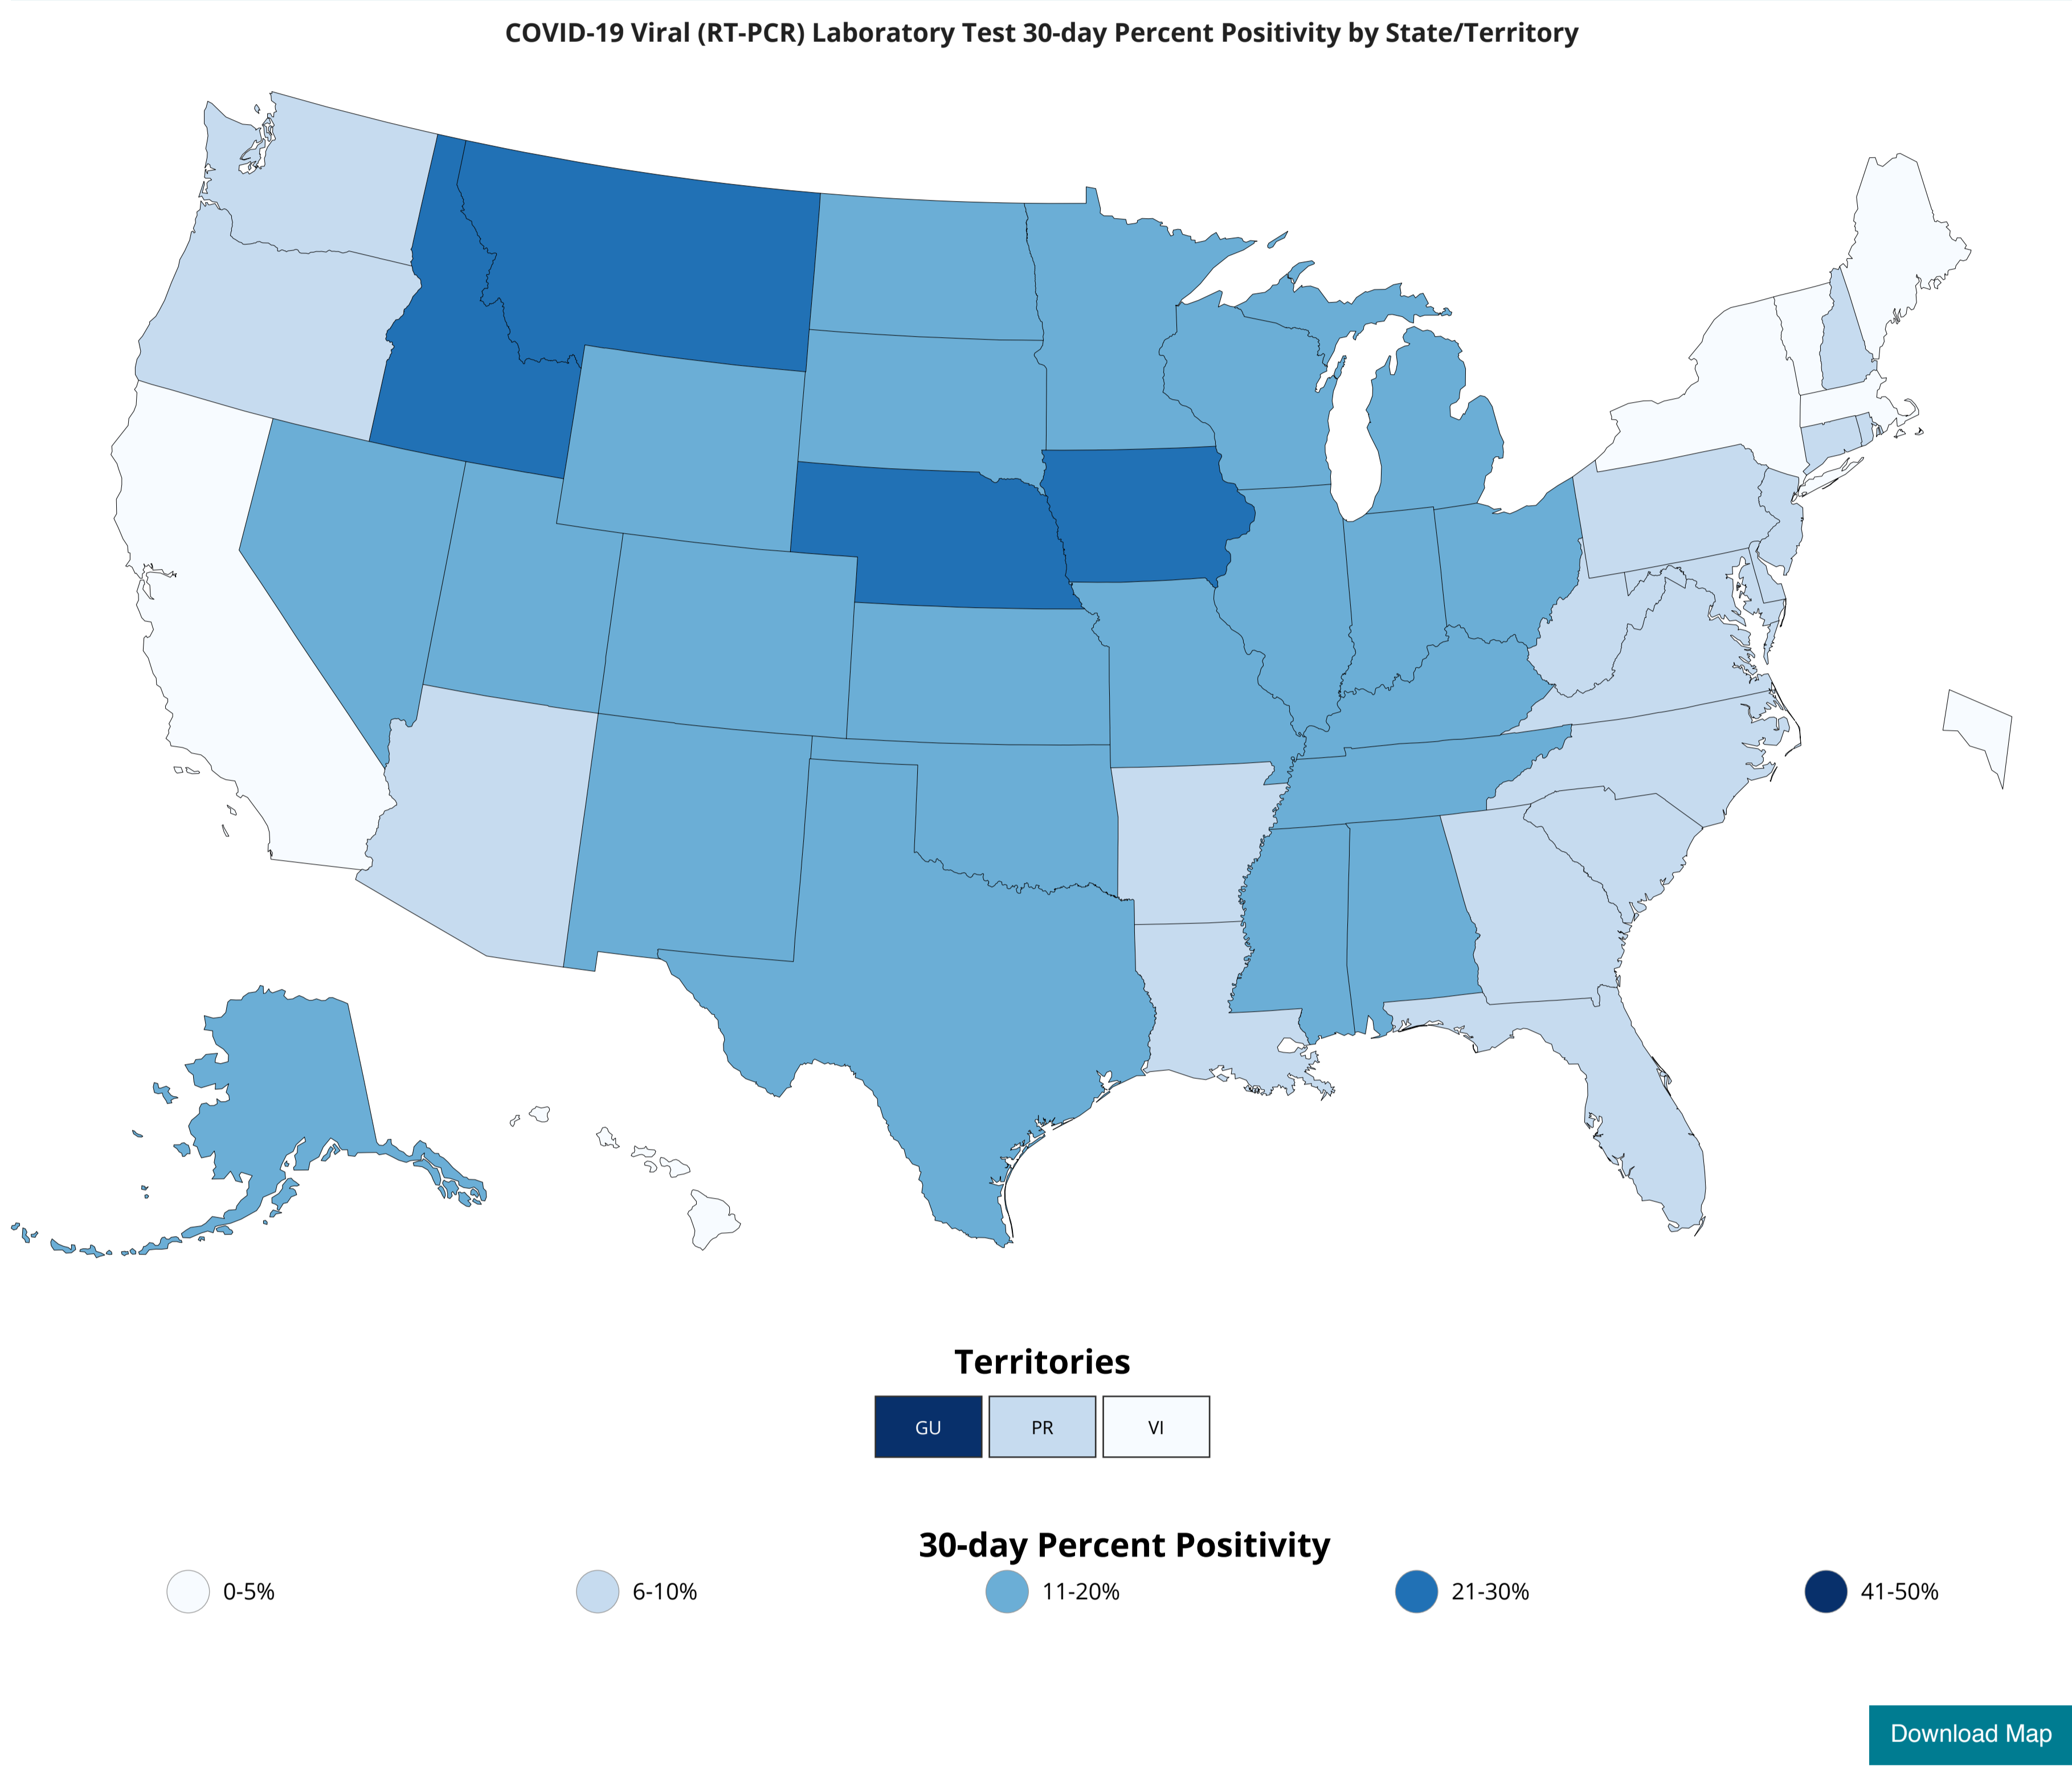 COVID-19 Viral (RT-PCR) Laboratory Test 30-day Percent Positivity by State/Territory
Territories
GU PR VI
30-day Percent Positivity
0-5% 6-10% 11-20% 21-30% 41-50%
Download Map